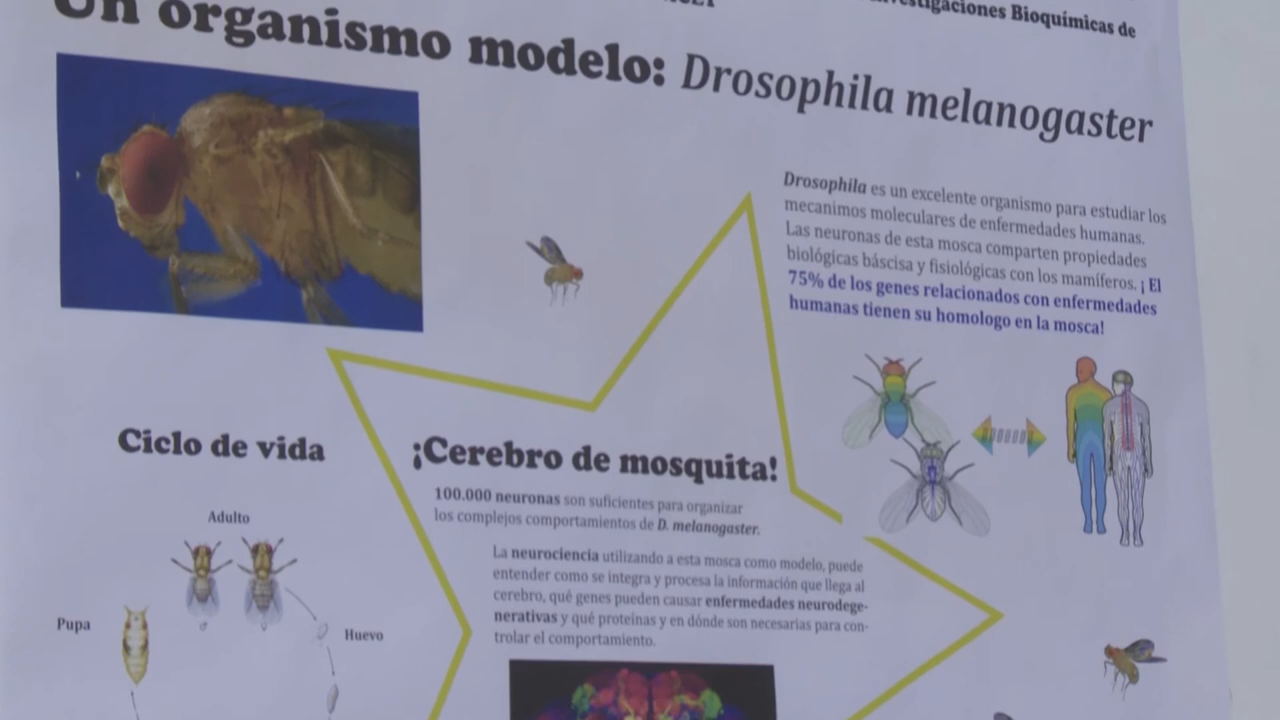 Bioquímicas de
Un organismo modelo: Drosophila melanogaster
Drosophila es un excelente organismo para estudiar los
mecanimos moleculares de enfermedades humanas.
Las neuronas de esta mosca comparten propiedades
biológicas báscisa y fisiológicas con los mamíferos. ¡ El
75% de los genes relacionados con enfermedades
humanas tienen su homologo en la mosca!
Ciclo de vida
Adulto
Pupa
Huevo
¡Cerebro de mosquita!
100.000 neuronas son suficientes para organizar
los complejos comportamientos de D. melanogaster.
La neurociencia utilizando a esta mosca como modelo, puede
entender como se integra y procesa la información que llega al
cerebro, qué genes pueden causar enfermedades neurodege-
nerativas y qué proteínas y en dónde son necesarias para con-
trolar el comportamiento.